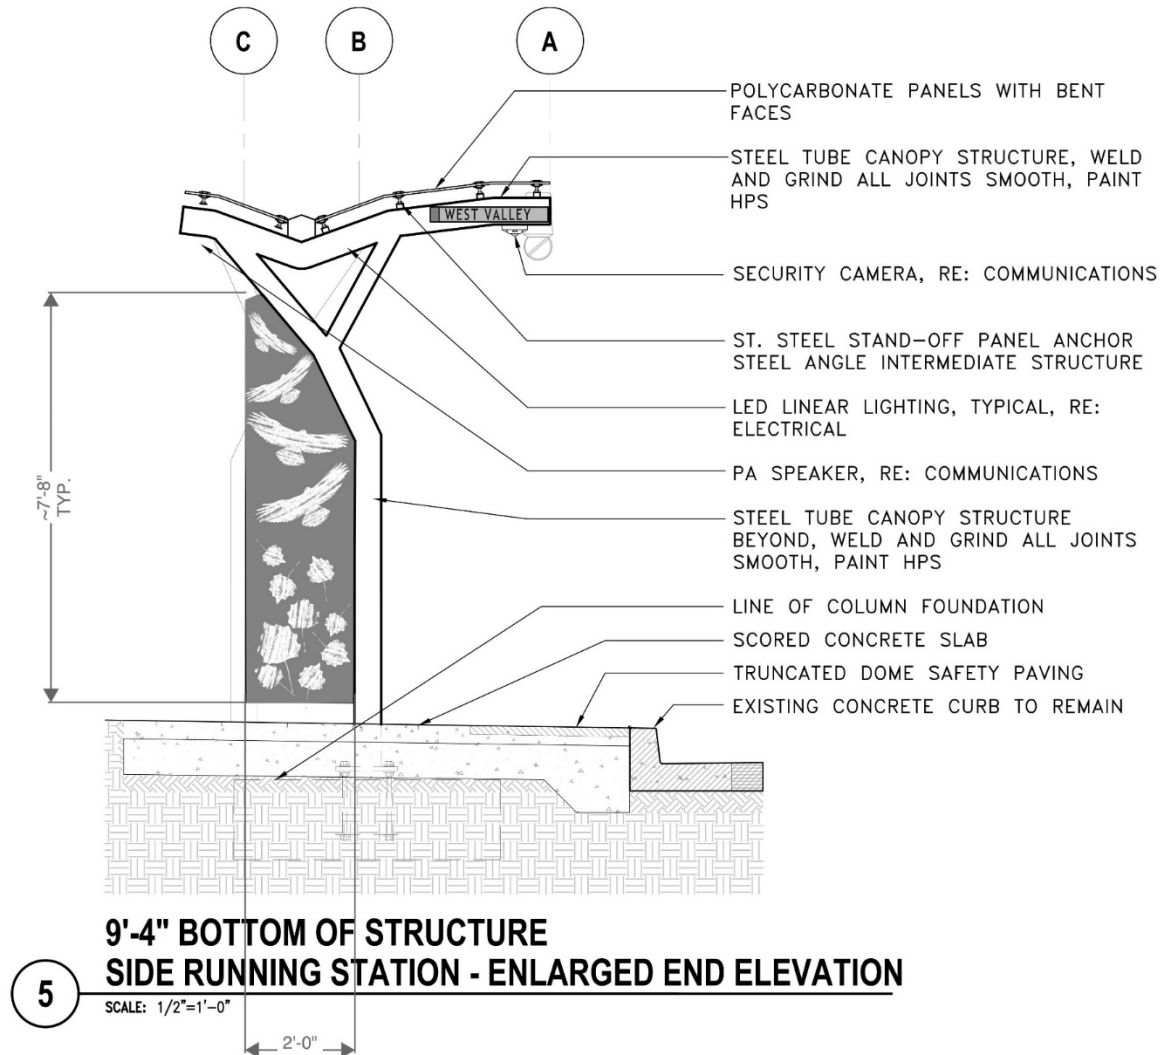 C
B
A
POLYCARBONATE PANELS WITH BENT
FACES
STEEL TUBE CANOPY STRUCTURE, WELD
AND GRIND ALL JOINTS SMOOTH, PAINT
HPS
WEST VALLEY
SECURITY CAMERA, RE: COMMUNICATIONS
ST. STEEL STAND-OFF PANEL ANCHOR
STEEL ANGLE INTERMEDIATE STRUCTURE
LED LINEAR LIGHTING, TYPICAL, RE:
ELECTRICAL
PA SPEAKER, RE: COMMUNICATIONS
~7'-8"
TYP.
STEEL TUBE CANOPY STRUCTURE
BEYOND, WELD AND GRIND ALL JOINTS
SMOOTH, PAINT HPS
LINE OF COLUMN FOUNDATION
SCORED CONCRETE SLAB
TRUNCATED DOME SAFETY PAVING
EXISTING CONCRETE CURB TO REMAIN
9'-4" BOTTOM OF STRUCTURE
5
SIDE RUNNING STATION - ENLARGED END ELEVATION
SCALE: 1/2"=1'-0"
2'-0"